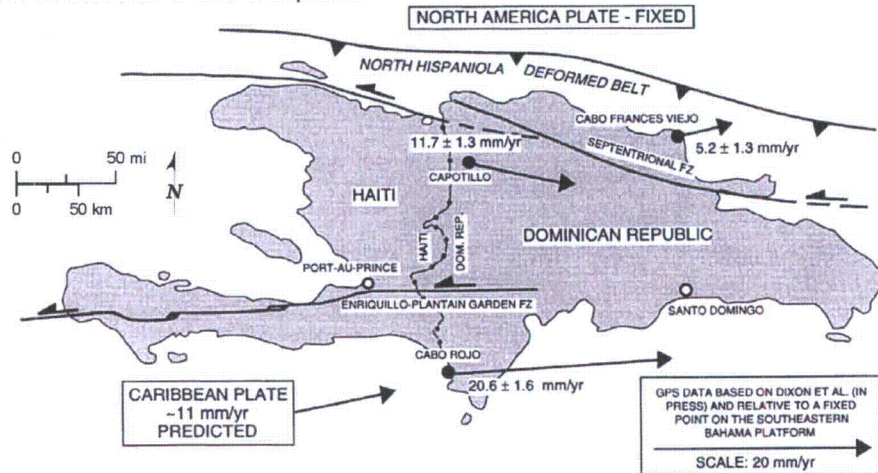 NORTH AMERICA PLATE - FIXED
NORTH HISPANIOLA DEFORMED BELT
CABO FRANCES VIEJO
5.2 ± 1.3 mm/yr
SEPTENTRIONAL FZ
11.7 ± 1.3 mm/yr
CAPOTILLO
0 50 mi
0 50 km
N
HAITI
DOMINICAN REPUBLIC
HAITI
DOM. REP.
PORT-AU-PRINCE
ENRIQUILLO-PLANTAIN GARDEN FZ
SANTO DOMINGO
CABO ROJO
20.6 ± 1.6 mm/yr
CARIBBEAN PLATE
~11 mm/yr
PREDICTED
GPS DATA BASED ON DIXON ET AL. (IN
PRESS) AND RELATIVE TO A FIXED
POINT ON THE SOUTHEASTERN
BAHAMA PLATFORM
SCALE: 20 mm/yr